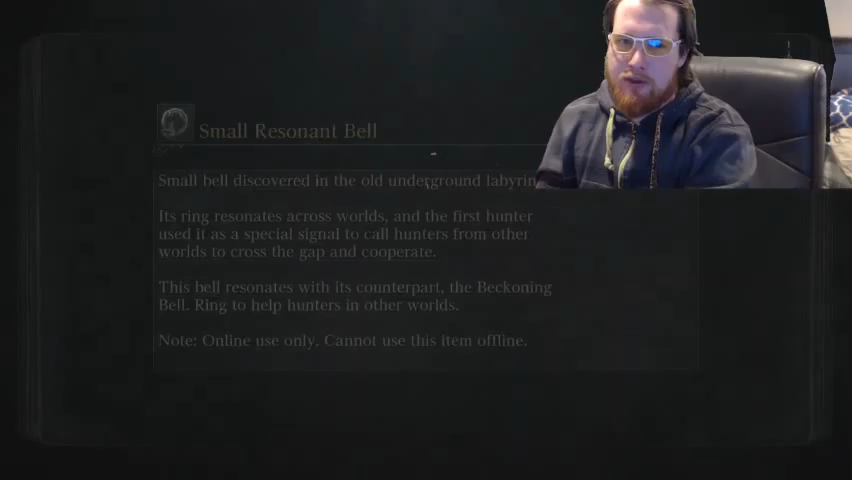 Small Resonant Bell
Small bell discovered in the old underground
Its ring resonates across worlds, and the first hunter
used it as a special signal to call hunters from other
worlds to cross the gap and cooperate.
This bell resonates with its counterpart, the Beckoning
Bell. Ring to help hunters in other worlds.
Note: Online use only. Cannot use this item offline.